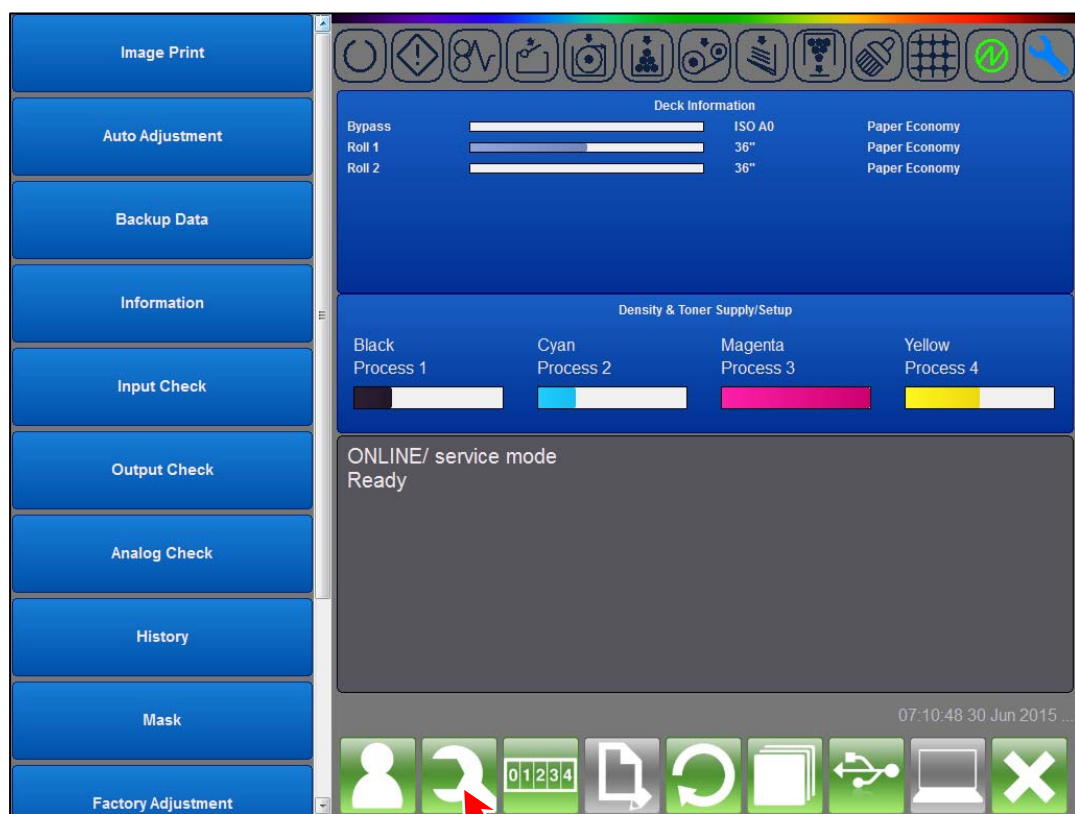 Image Print
Auto Adjustment
Backup Data
Information
Input Check
Output Check
Analog Check
History
Mask
Factory Adjustment
Deck Information
Bypass ISO A0 Paper Economy
Roll 1 36" Paper Economy
Roll 2 36" Paper Economy
Density & Toner Supply/Setup
Black Cyan Magenta Yellow
Process 1 Process 2 Process 3 Process 4
ONLINE/ service mode
Ready
07:10:48 30 Jun 2015 ...
01234